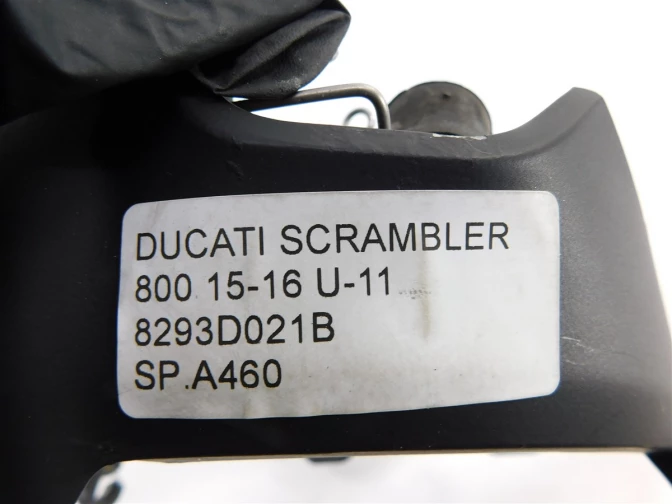 DUCATI SCRAMBLER
800 15-16 U-11
8293D021B
SP.A460